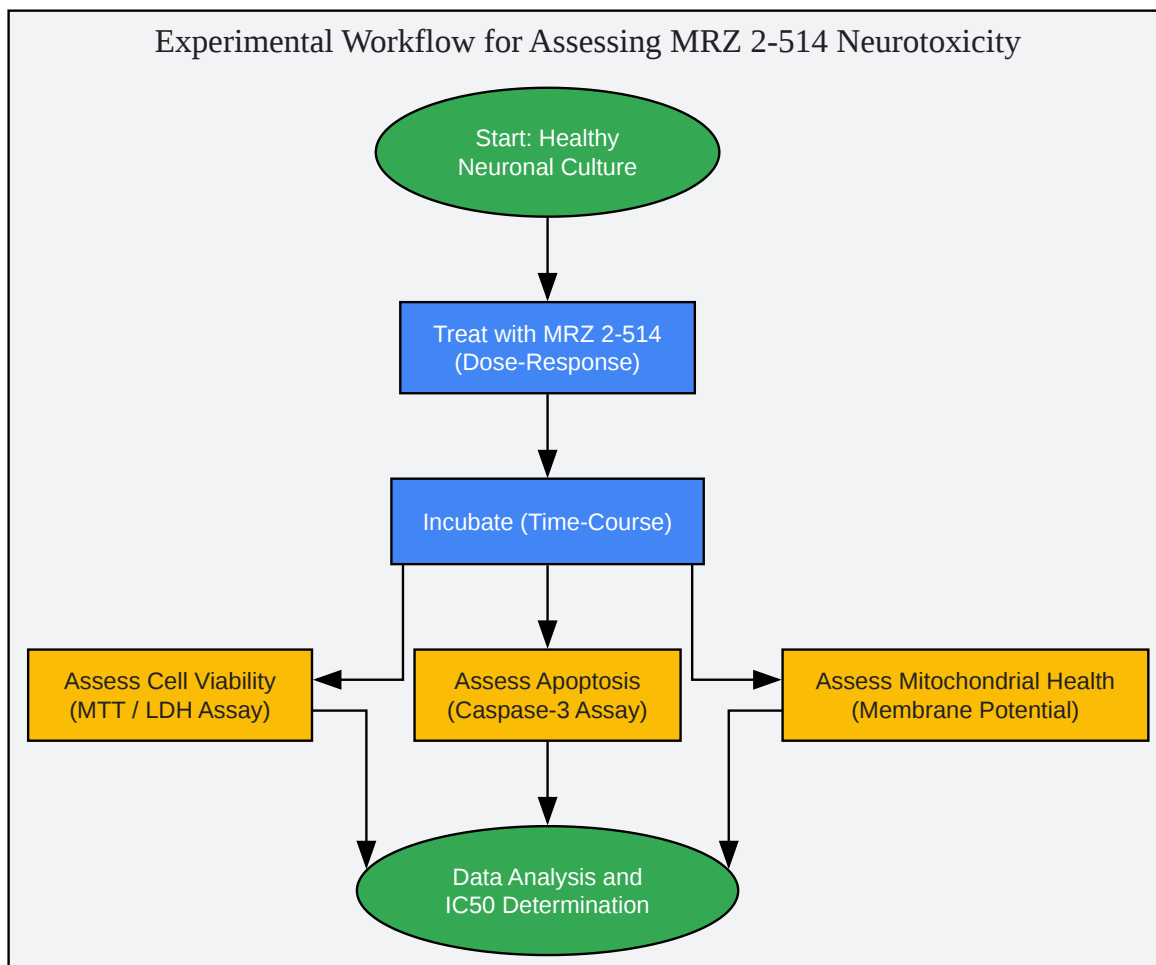 Experimental Workflow for Assessing MRZ 2-514 Neurotoxicity
Start: Healthy
Neuronal Culture
Treat with MRZ 2-514
(Dose-Response)
Incubate (Time-Course)
Assess Cell Viability
(MTT / LDH Assay)
Assess Apoptosis
(Caspase-3 Assay)
Assess Mitochondrial Health
(Membrane Potential)
Data Analysis and
IC50 Determination